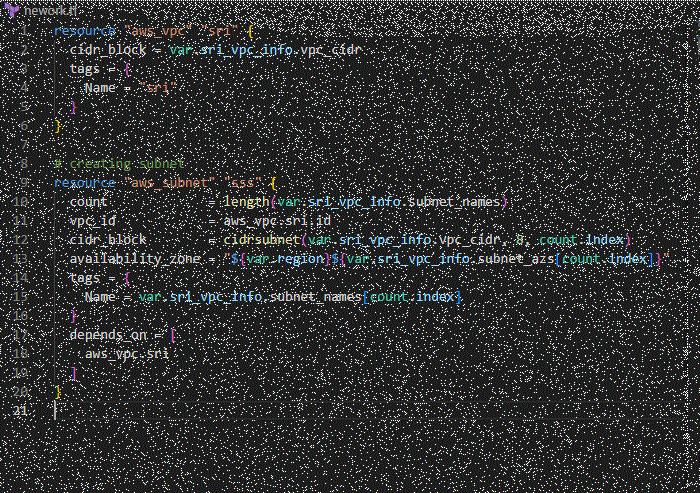 nework.tf
1 resource "aws_vpc" "sri" {
2 cidr_block = var.sri_vpc_info.vpc_cidr
3 tags = {
4 Name = "sri"
5 }
6 }
7
8 # creating subnet
9 resource "aws_subnet" "sss" {
10 count = length(var.sri_vpc_info.subnet_names)
11 vpc_id = aws_vpc.sri.id
12 cidr_block = cidrsubnet(var.sri_vpc_info.vpc_cidr, 8, count.index)
13 availability_zone = "${var.region}${var.sri_vpc_info.subnet_azs[count.index]}"
14 tags = {
15 Name = var.sri_vpc_info.subnet_names[count.index]
16 }
17 depends_on = [
18 aws_vpc.sri
19 ]
20 }
21